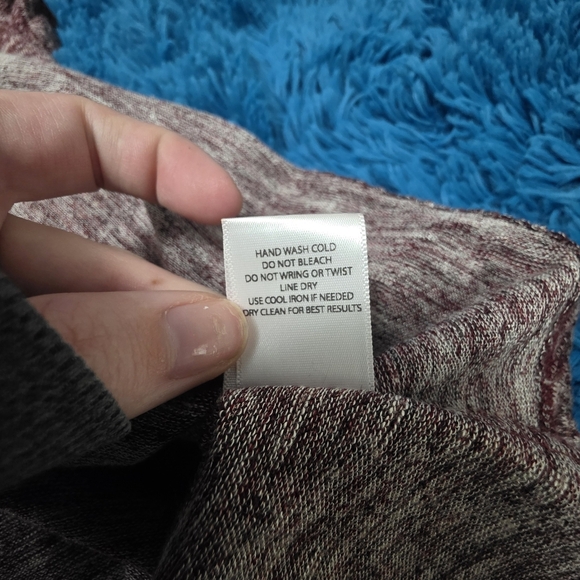 HAND WASH COLD
DO NOT BLEACH
DO NOT WRING OR TWIST
LINE DRY
USE COOL IRON IF NEEDED
DRY CLEAN FOR BEST RESULTS